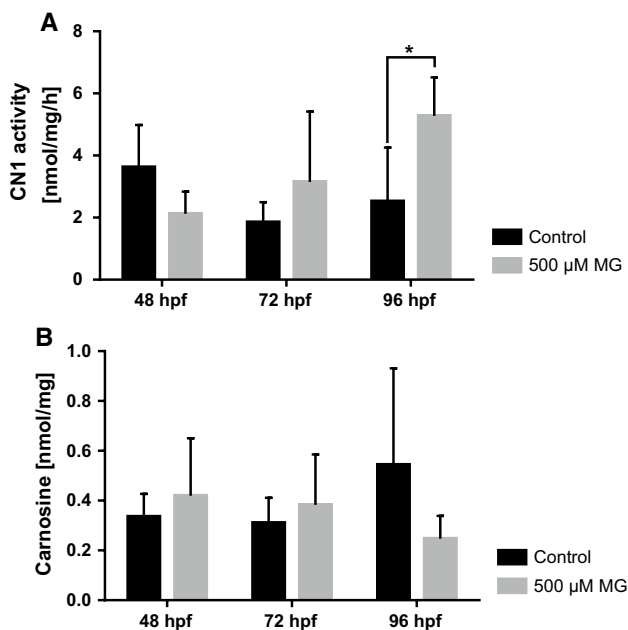 A
CN1 activity
[nmol/mg/h]
8
6
4
2
0
*
48 hpf
72 hpf
96 hpf
Control
500 µM MG
B
Carnosine [nmol/mg]
1.0
0.8
0.6
0.4
0.2
0.0
48 hpf
72 hpf
96 hpf
Control
500 µM MG